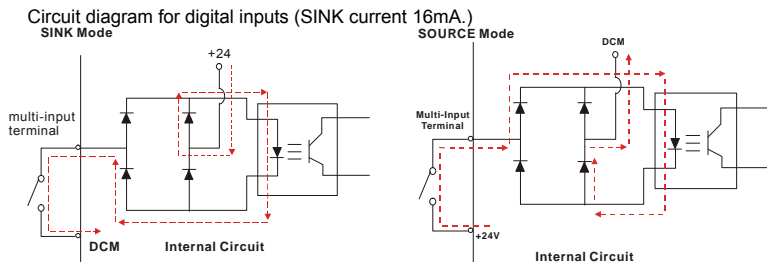 Circuit diagram for digital inputs (SINK current 16mA.)
SINK Mode
+24
multi-input
terminal
DCM
Internal Circuit
SOURCE Mode
DCM
Multi-Input
Terminal
+24V
Internal Circuit